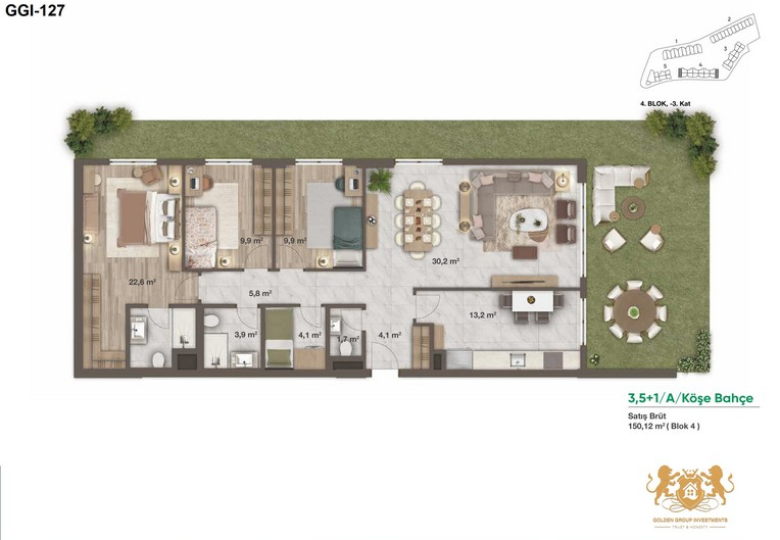 GGI-127
2
1
3
5
4
4. BLOK, -3. Kat
9,9 m²
9,9 m²
30,2 m²
22,6 m²
5,8 m²
13,2 m²
3,9 m²
4,1 m²
1,7 m²
4,1 m²
3,5+1/A/Köşe Bahçe
Satış Brüt
150,12 m² ( Blok 4 )
GOLDEN GROUP INVESTMENTS
TRUST & HONESTY